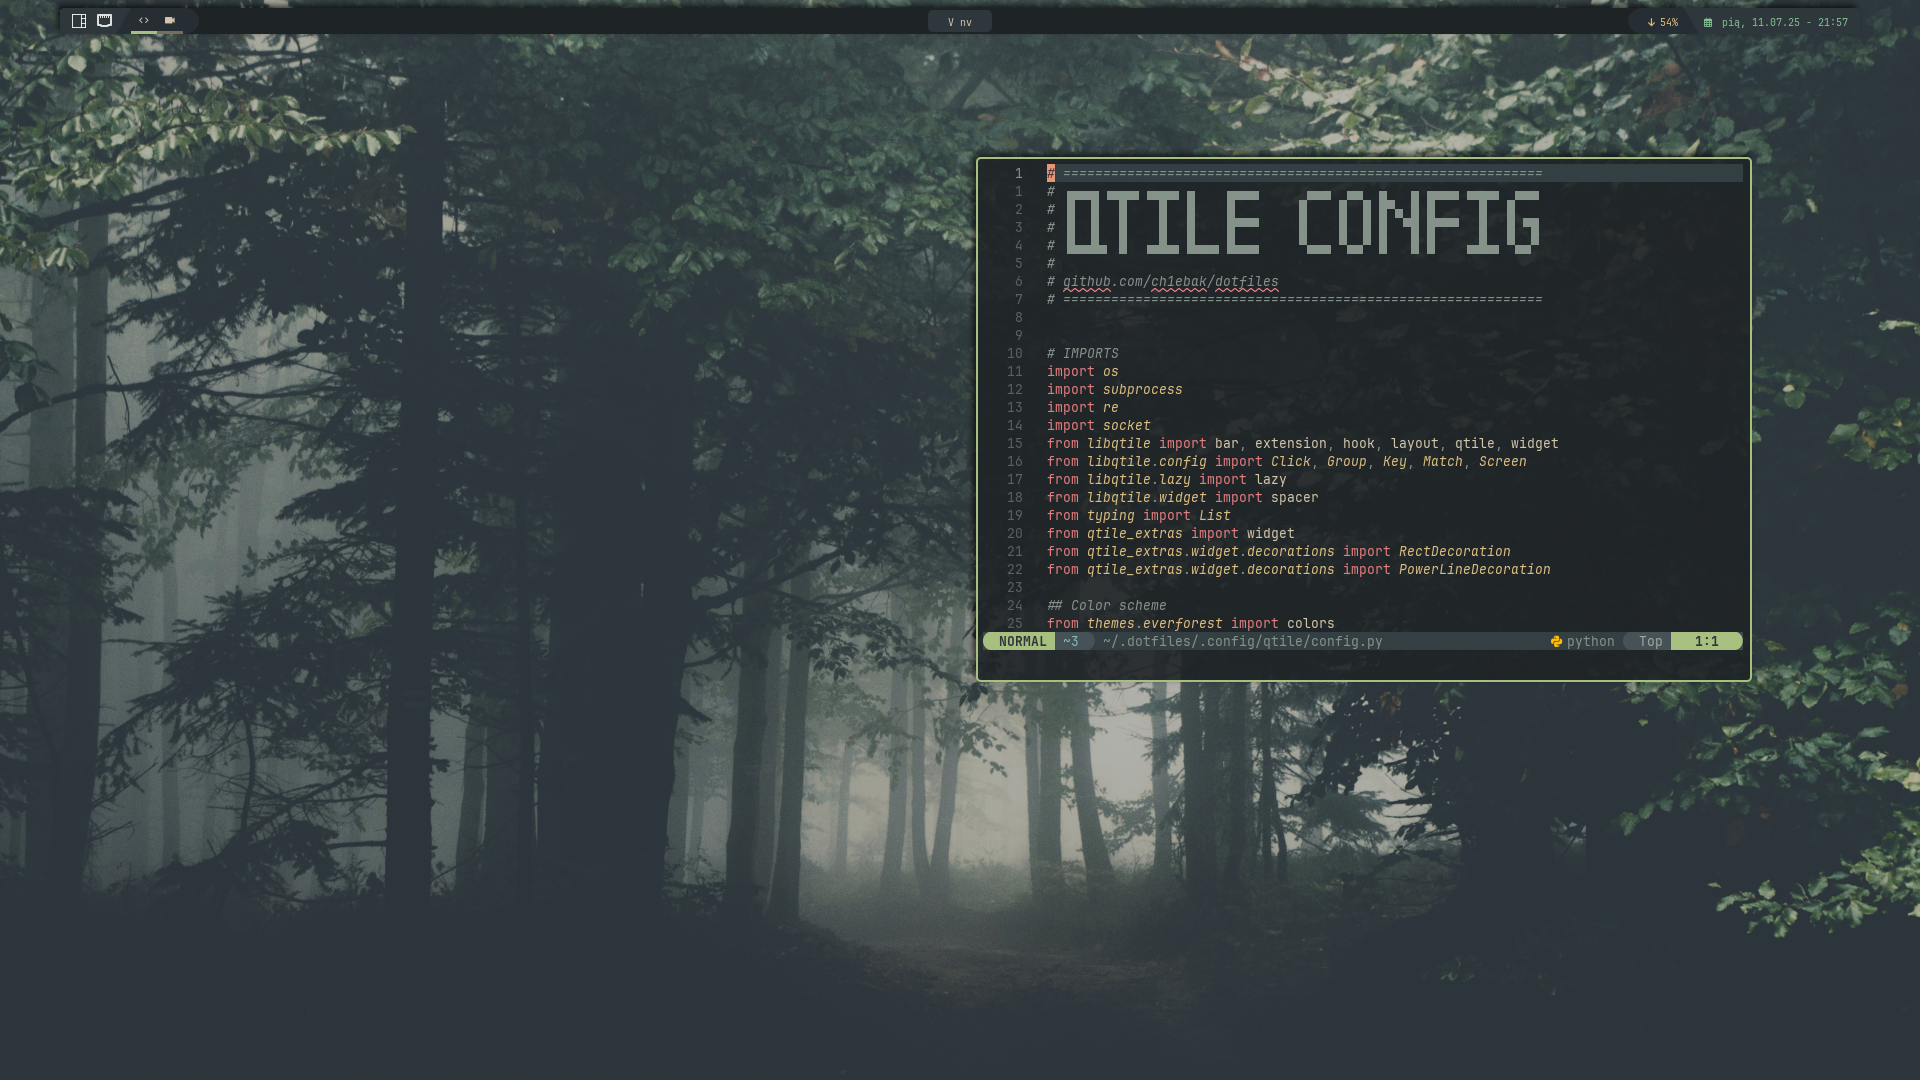 V nv
54%
pią, 11.07.25 - 21:57
1 # ============================================================
1 #
2 # QTILE CONFIG
3 #
4 #
5 #
6 # github.com/ch1ebak/dotfiles
7 # ============================================================
8
9
10 # IMPORTS
11 import os
12 import subprocess
13 import re
14 import socket
15 from libqtile import bar, extension, hook, layout, qtile, widget
16 from libqtile.config import Click, Group, Key, Match, Screen
17 from libqtile.lazy import lazy
18 from libqtile.widget import spacer
19 from typing import List
20 from qtile_extras import widget
21 from qtile_extras.widget.decorations import RectDecoration
22 from qtile_extras.widget.decorations import PowerLineDecoration
23
24 ## Color scheme
25 from themes.everforest import colors
NORMAL ~3 ~/.dotfiles/.config/qtile/config.py python Top 1:1